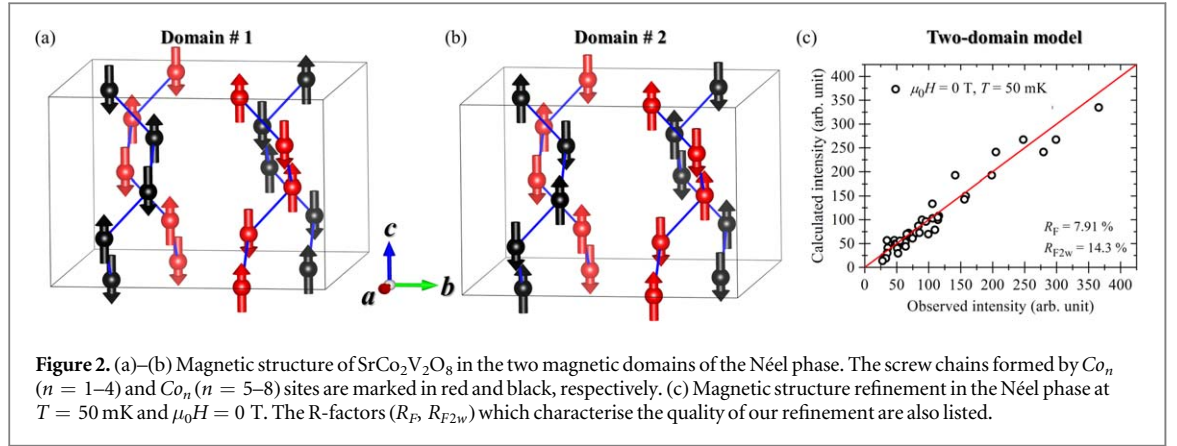 (a)
Domain # 1
(b)
Domain # 2
(c)
Two-domain model
c
a
b
Calculated intensity (arb. unit)
400
350
300
250
200
150
100
50
0
μ₀H = 0 T, T = 50 mK
R_F = 7.91 %
R_F2w = 14.3 %
0 50 100 150 200 250 300 350 400
Observed intensity (arb. unit)
Figure 2. (a)–(b) Magnetic structure of SrCo₂V₂O₈ in the two magnetic domains of the Néel phase. The screw chains formed by Coₙ
(n = 1–4) and Coₙ (n = 5–8) sites are marked in red and black, respectively. (c) Magnetic structure refinement in the Néel phase at
T = 50 mK and μ₀H = 0 T. The R-factors (R_F, R_F2w) which characterise the quality of our refinement are also listed.